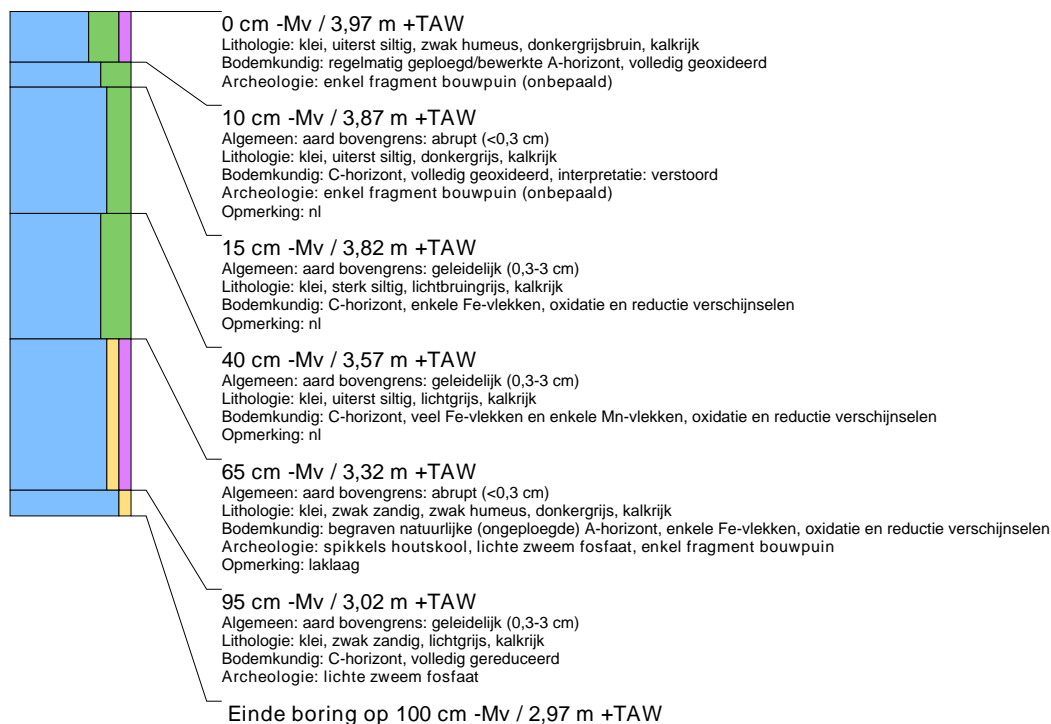 0 cm -Mv / 3,97 m +TAW
Lithologie: klei, uiterst siltig, zwak humeus, donkergrijsbruin, kalkrijk
Bodemkundig: regelmatig geploegd/bewerkte A-horizont, volledig geoxideerd
Archeologie: enkel fragment bouwpuin (onbepaald)
10 cm -Mv / 3,87 m +TAW
Algemeen: aard bovengrens: abrupt (<0,3 cm)
Lithologie: klei, uiterst siltig, donkergrijs, kalkrijk
Bodemkundig: C-horizont, volledig geoxideerd, interpretatie: verstoord
Archeologie: enkel fragment bouwpuin (onbepaald)
Opmerking: nl
15 cm -Mv / 3,82 m +TAW
Algemeen: aard bovengrens: geleidelijk (0,3-3 cm)
Lithologie: klei, sterk siltig, lichtbruingrijs, kalkrijk
Bodemkundig: C-horizont, enkele Fe-vlekken, oxidatie en reductie verschijnselen
Opmerking: nl
40 cm -Mv / 3,57 m +TAW
Algemeen: aard bovengrens: geleidelijk (0,3-3 cm)
Lithologie: klei, uiterst siltig, lichtgrijs, kalkrijk
Bodemkundig: C-horizont, veel Fe-vlekken en enkele Mn-vlekken, oxidatie en reductie verschijnselen
Opmerking: nl
65 cm -Mv / 3,32 m +TAW
Algemeen: aard bovengrens: abrupt (<0,3 cm)
Lithologie: klei, zwak zandig, zwak humeus, donkergrijs, kalkrijk
Bodemkundig: begraven natuurlijke (ongeploegde) A-horizont, enkele Fe-vlekken, oxidatie en reductie verschijnselen
Archeologie: spikkels houtskool, lichte zweem fosfaat, enkel fragment bouwpuin
Opmerking: laklaag
95 cm -Mv / 3,02 m +TAW
Algemeen: aard bovengrens: geleidelijk (0,3-3 cm)
Lithologie: klei, zwak zandig, lichtgrijs, kalkrijk
Bodemkundig: C-horizont, volledig gereduceerd
Archeologie: lichte zweem fosfaat
Einde boring op 100 cm -Mv / 2,97 m +TAW